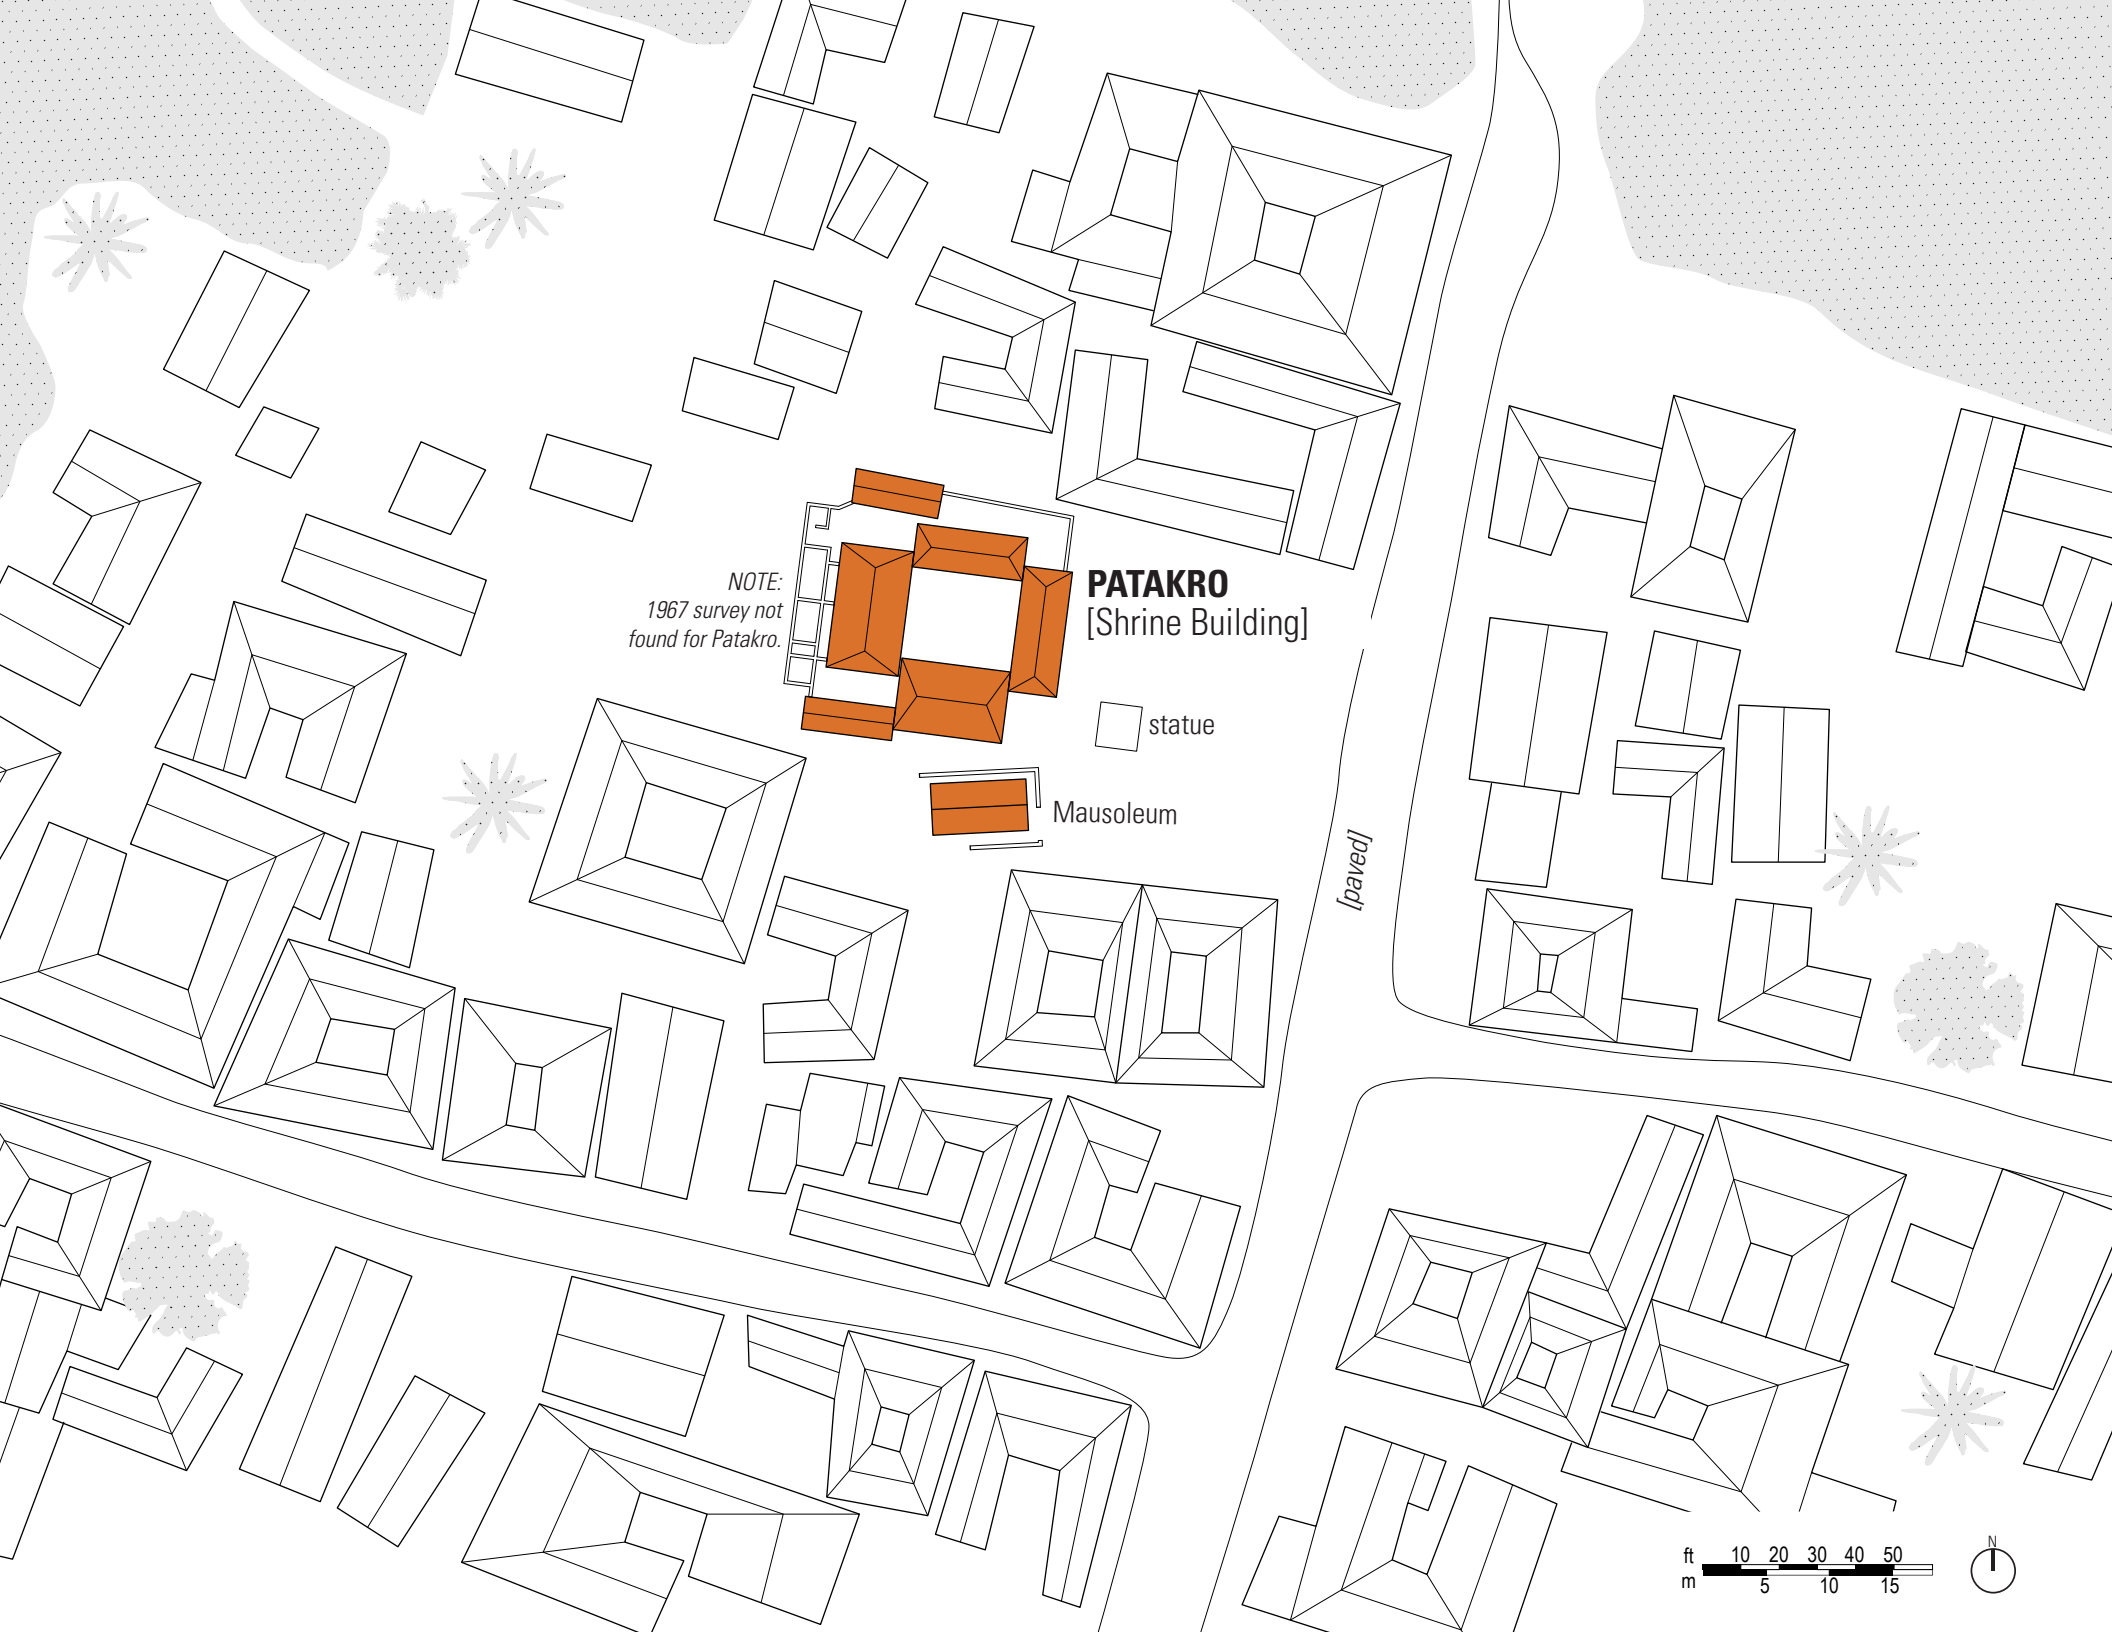 NOTE:
1967 survey not
found for Patakro.
PATAKRO
[Shrine Building]
statue
Mausoleum
[paved]
ft 10 20 30 40 50
m 5 10 15
N